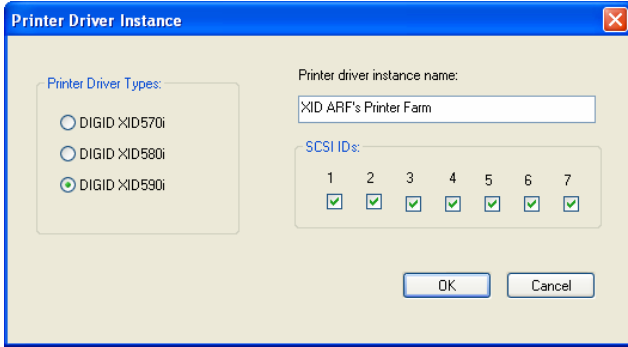 Printer Driver Instance
Printer Driver Types:
DIGID XID570i
DIGID XID580i
DIGID XID590i
Printer driver instance name:
XID ARF's Printer Farm
SCSI IDs:
1 2 3 4 5 6 7
OK Cancel